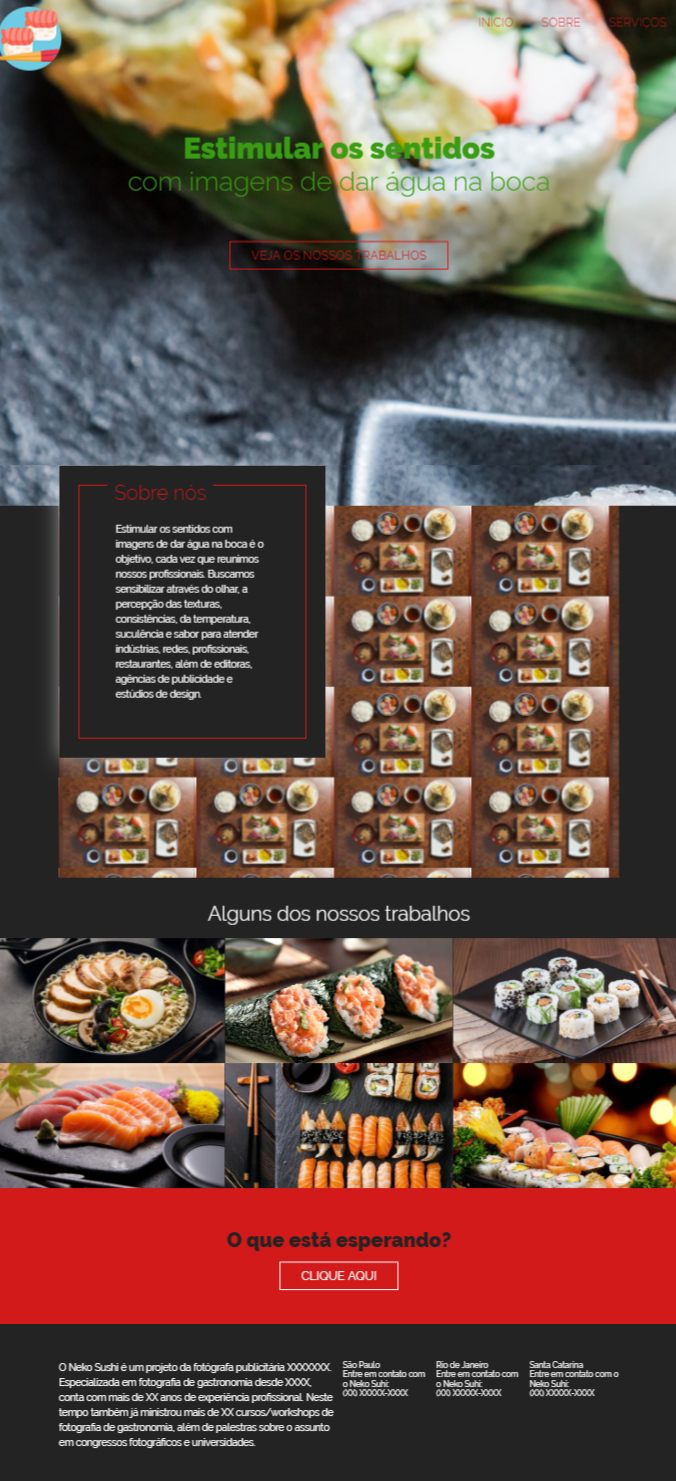 INÍCIO SOBRE SERVIÇOS
Estimular os sentidos
com imagens de dar água na boca
VEJA OS NOSSOS TRABALHOS
Sobre nós
Estimular os sentidos com
imagens de dar água na boca é o
objetivo, cada vez que reunimos
nossos profissionais. Buscamos
sensibilizar através do olhar, a
percepção das texturas,
consistências, da temperatura,
suculência e sabor para atender
indústrias, redes, profissionais,
restaurantes, além de editoras,
agências de publicidade e
estúdios de design.
Alguns dos nossos trabalhos
O que está esperando?
CLIQUE AQUI
O Neko Sushi é um projeto da fotógrafa publicitária XXXXXXX.
Especializada em fotografia de gastronomia desde XXXX,
conta com mais de XX anos de experiência profissional. Neste
tempo também já ministrou mais de XX cursos/workshops de
fotografia de gastronomia, além de palestras sobre o assunto
em congressos fotográficos e universidades.
São Paulo
Entre em contato com
o Neko Suhi:
(XX) XXXXX-XXXX
Rio de Janeiro
Entre em contato com
o Neko Suhi:
(XX) XXXXX-XXXX
Santa Catarina
Entre em contato com o
Neko Suhi:
(XX) XXXXX-XXXX